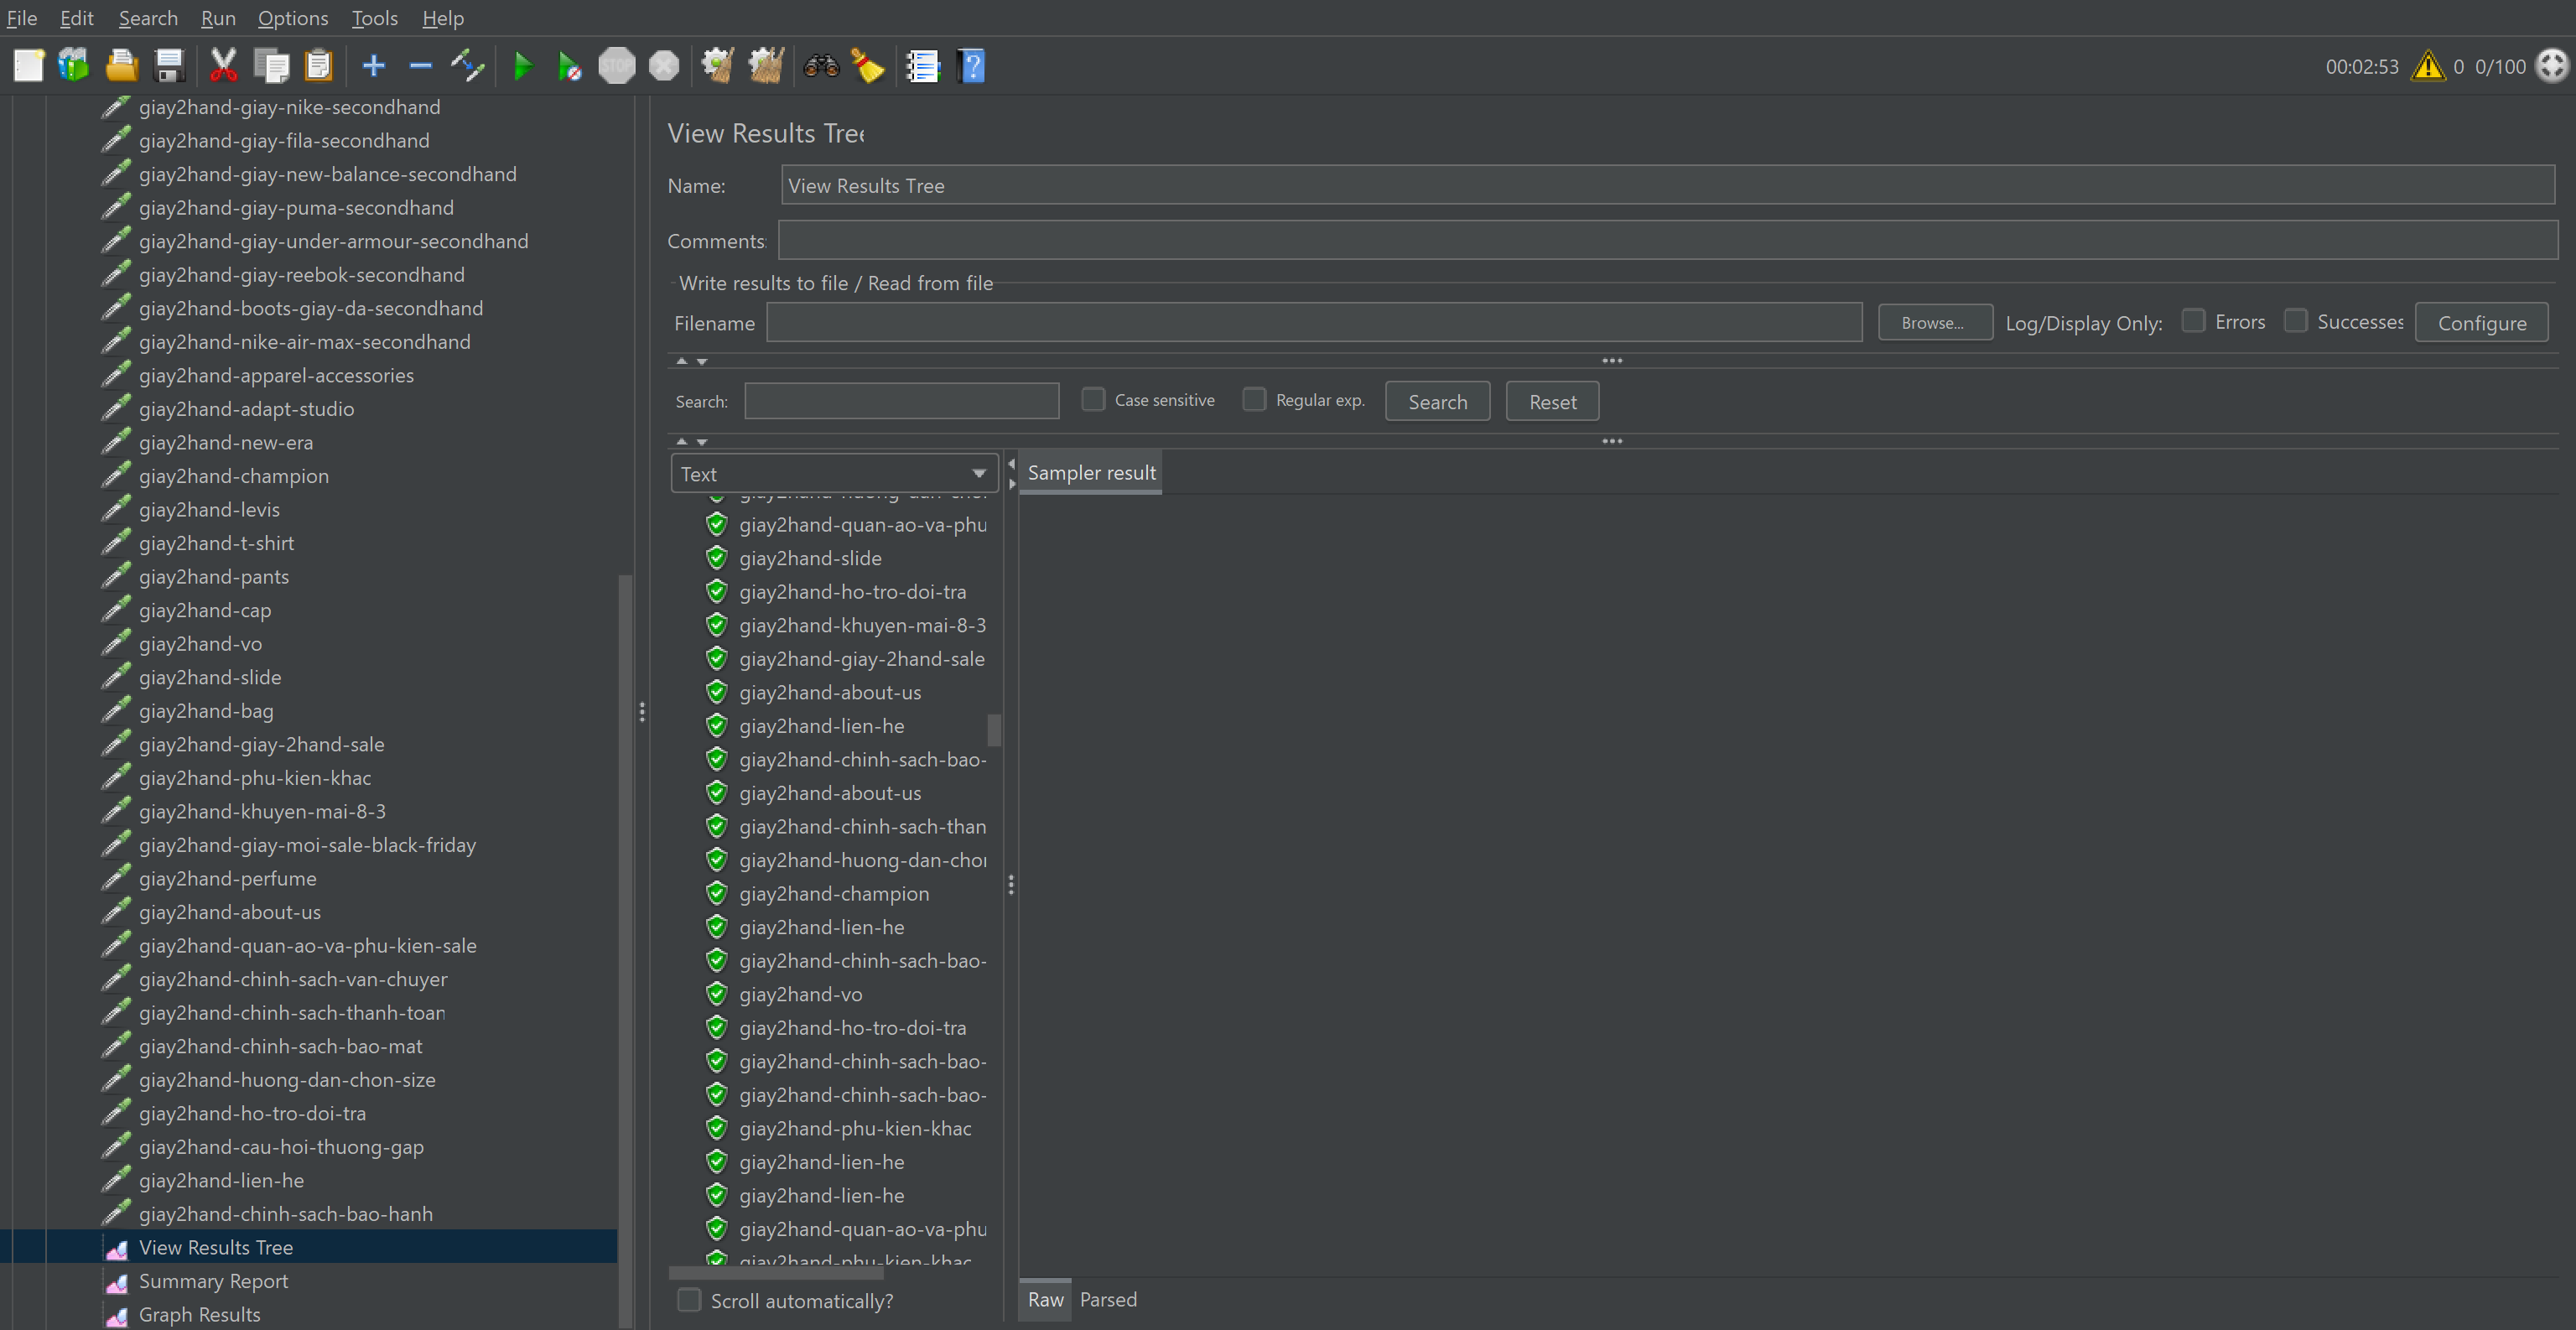 File Edit Search Run Options Tools Help
STOP
00:02:53 0 0/100
giay2hand-giay-nike-secondhand
giay2hand-giay-fila-secondhand
giay2hand-giay-new-balance-secondhand
giay2hand-giay-puma-secondhand
giay2hand-giay-under-armour-secondhand
giay2hand-giay-reebok-secondhand
giay2hand-boots-giay-da-secondhand
giay2hand-nike-air-max-secondhand
giay2hand-apparel-accessories
giay2hand-adapt-studio
giay2hand-new-era
giay2hand-champion
giay2hand-levis
giay2hand-t-shirt
giay2hand-pants
giay2hand-cap
giay2hand-vo
giay2hand-slide
giay2hand-bag
giay2hand-giay-2hand-sale
giay2hand-phu-kien-khac
giay2hand-khuyen-mai-8-3
giay2hand-giay-moi-sale-black-friday
giay2hand-perfume
giay2hand-about-us
giay2hand-quan-ao-va-phu-kien-sale
giay2hand-chinh-sach-van-chuyer
giay2hand-chinh-sach-thanh-toan
giay2hand-chinh-sach-bao-mat
giay2hand-huong-dan-chon-size
giay2hand-ho-tro-doi-tra
giay2hand-cau-hoi-thuong-gap
giay2hand-lien-he
giay2hand-chinh-sach-bao-hanh
View Results Tree
Summary Report
Graph Results
View Results Tree
Name: View Results Tree
Comments:
Write results to file / Read from file
Filename Browse... Log/Display Only: Errors Successes Configure
Search: Case sensitive Regular exp. Search Reset
Text
Sampler result
giay2hand-quan-ao-va-phu
giay2hand-slide
giay2hand-ho-tro-doi-tra
giay2hand-khuyen-mai-8-3
giay2hand-giay-2hand-sale
giay2hand-about-us
giay2hand-lien-he
giay2hand-chinh-sach-bao-
giay2hand-about-us
giay2hand-chinh-sach-than
giay2hand-huong-dan-chor
giay2hand-champion
giay2hand-lien-he
giay2hand-chinh-sach-bao-
giay2hand-vo
giay2hand-ho-tro-doi-tra
giay2hand-chinh-sach-bao-
giay2hand-chinh-sach-bao-
giay2hand-phu-kien-khac
giay2hand-lien-he
giay2hand-lien-he
giay2hand-quan-ao-va-phu
giay2hand-phu-kien-khac
Scroll automatically?
Raw Parsed